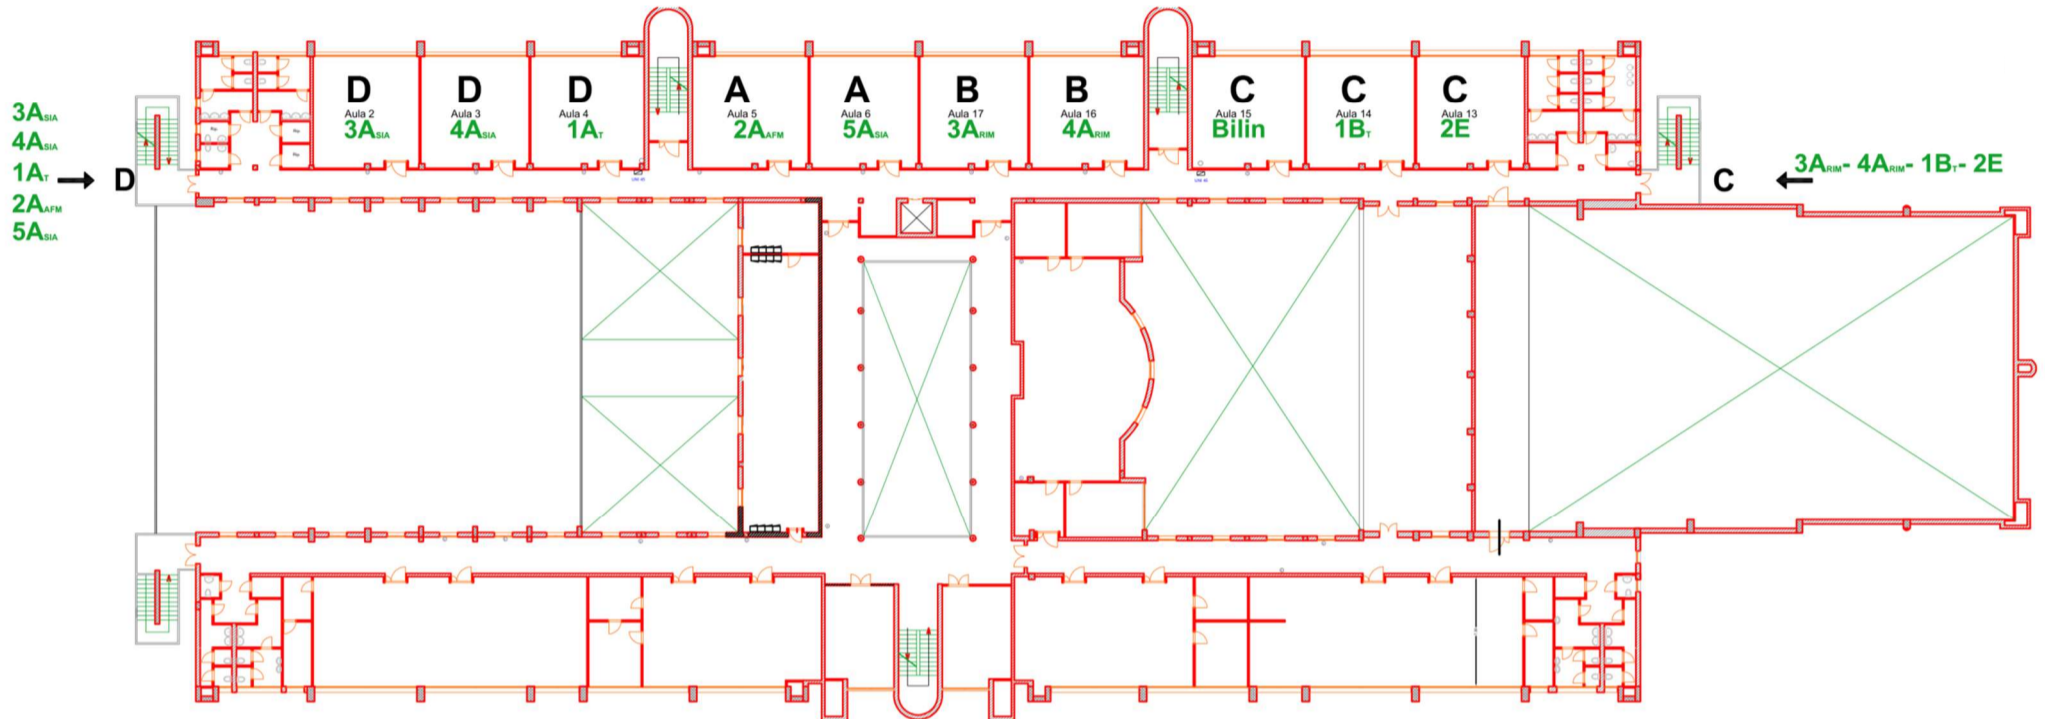 D
Aula 2
3ASIA
D
Aula 3
4ASIA
D
Aula 4
1AT
A
Aula 5
2AAFM
A
Aula 6
5ASIA
B
Aula 17
3ARIM
B
Aula 16
4ARIM
C
Aula 15
Bilin
C
Aula 14
1BT
C
Aula 13
2E
3ASIA
4ASIA
1AT
2AAFM
5ASIA
D
C
3ARIM- 4ARIM- 1BT- 2E